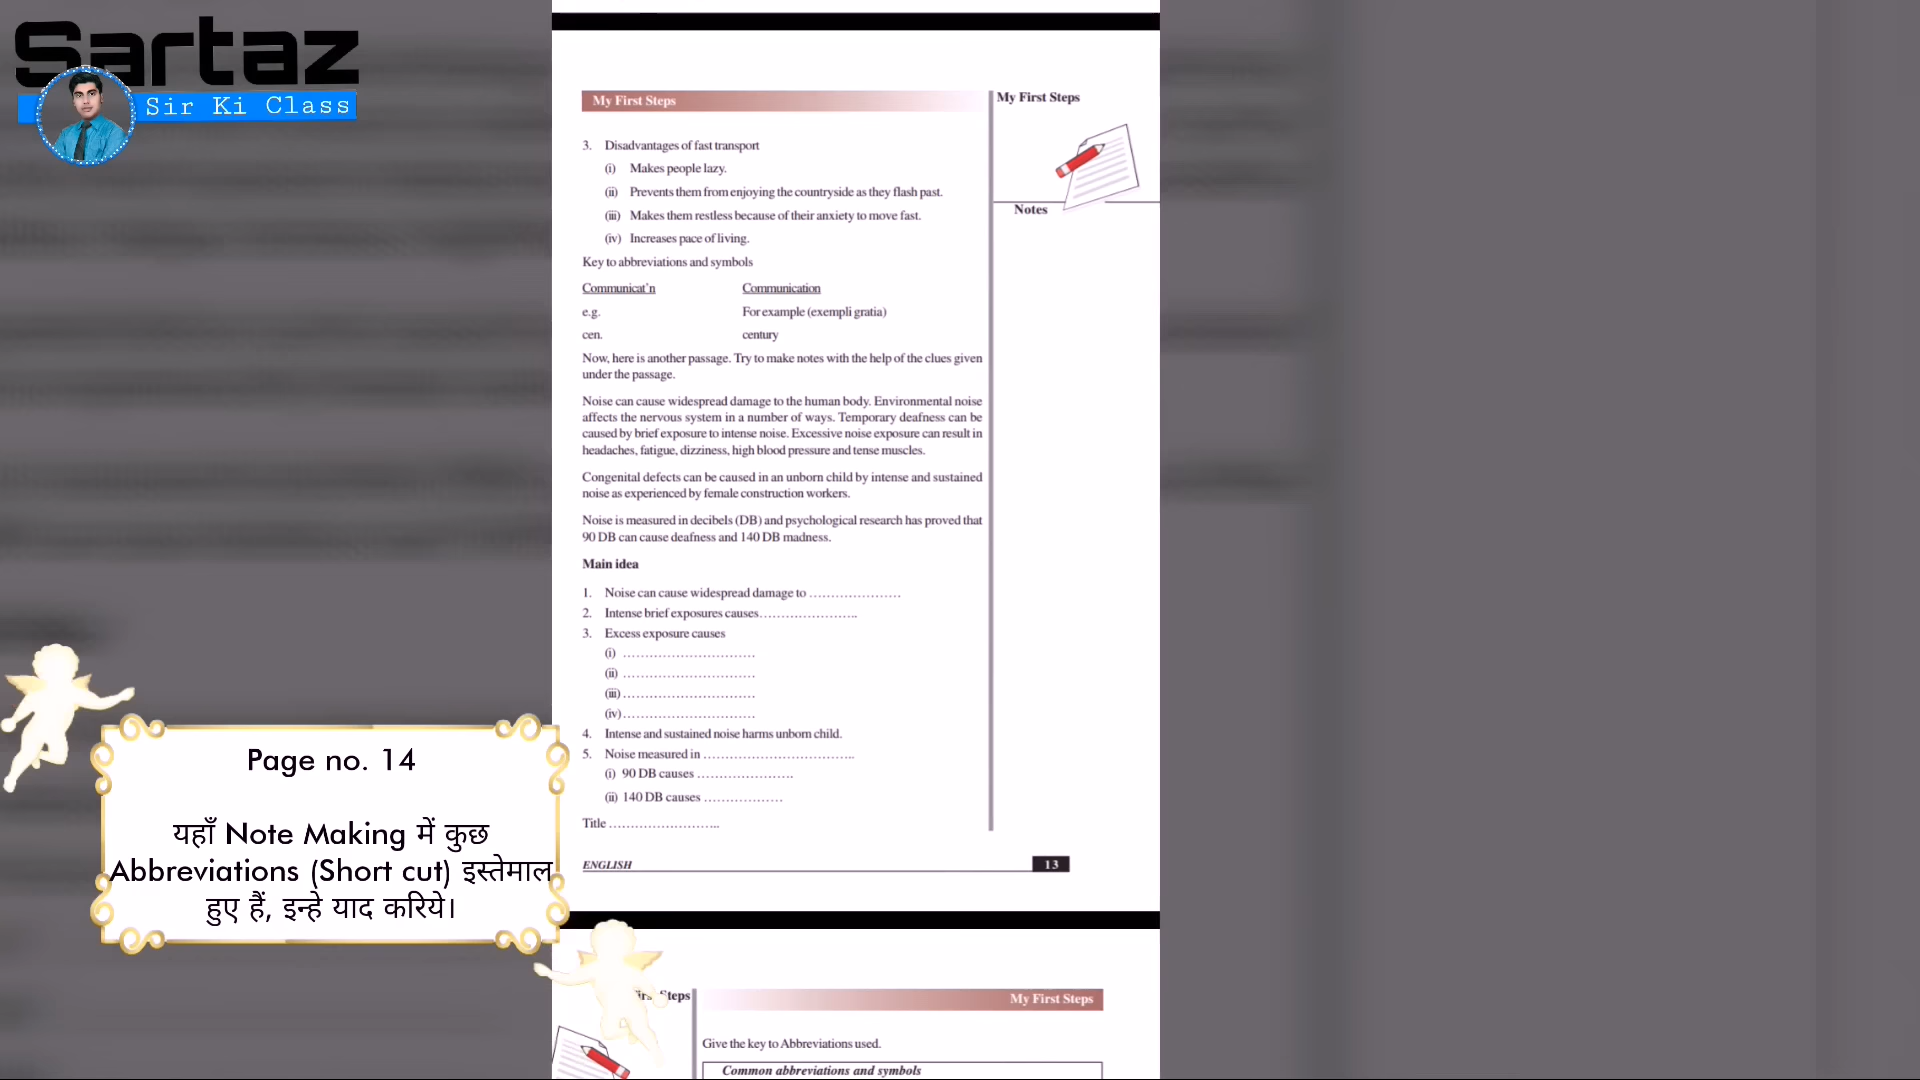 Sartaz
Sir Ki Class
My First Steps
My First Steps
Notes
3. Disadvantages of fast transport
(i) Makes people lazy.
(ii) Prevents them from enjoying the countryside as they flash past.
(iii) Makes them restless because of their anxiety to move fast.
(iv) Increases pace of living.
Key to abbreviations and symbols
Communicat'n Communication
e.g. For example (exempli gratia)
cen. century
Now, here is another passage. Try to make notes with the help of the clues given
under the passage.
Noise can cause widespread damage to the human body. Environmental noise
affects the nervous system in a number of ways. Temporary deafness can be
caused by brief exposure to intense noise. Excessive noise exposure can result in
headaches, fatigue, dizziness, high blood pressure and tense muscles.
Congenital defects can be caused in an unborn child by intense and sustained
noise as experienced by female construction workers.
Noise is measured in decibels (DB) and psychological research has proved that
90 DB can cause deafness and 140 DB madness.
Main idea
1. Noise can cause widespread damage to .....................
2. Intense brief exposures causes......................
3. Excess exposure causes
(i) ..............................
(ii) ..............................
(iii) ..............................
(iv) ..............................
4. Intense and sustained noise harms unborn child.
5. Noise measured in ..................................
(i) 90 DB causes ......................
(ii) 140 DB causes ..................
Title .........................
ENGLISH 13
Page no. 14
यहाँ Note Making में कुछ
Abbreviations (Short cut) इस्तेमाल
हुए हैं, इन्हे याद करिये।
Steps
My First Steps
Give the key to Abbreviations used.
Common abbreviations and symbols